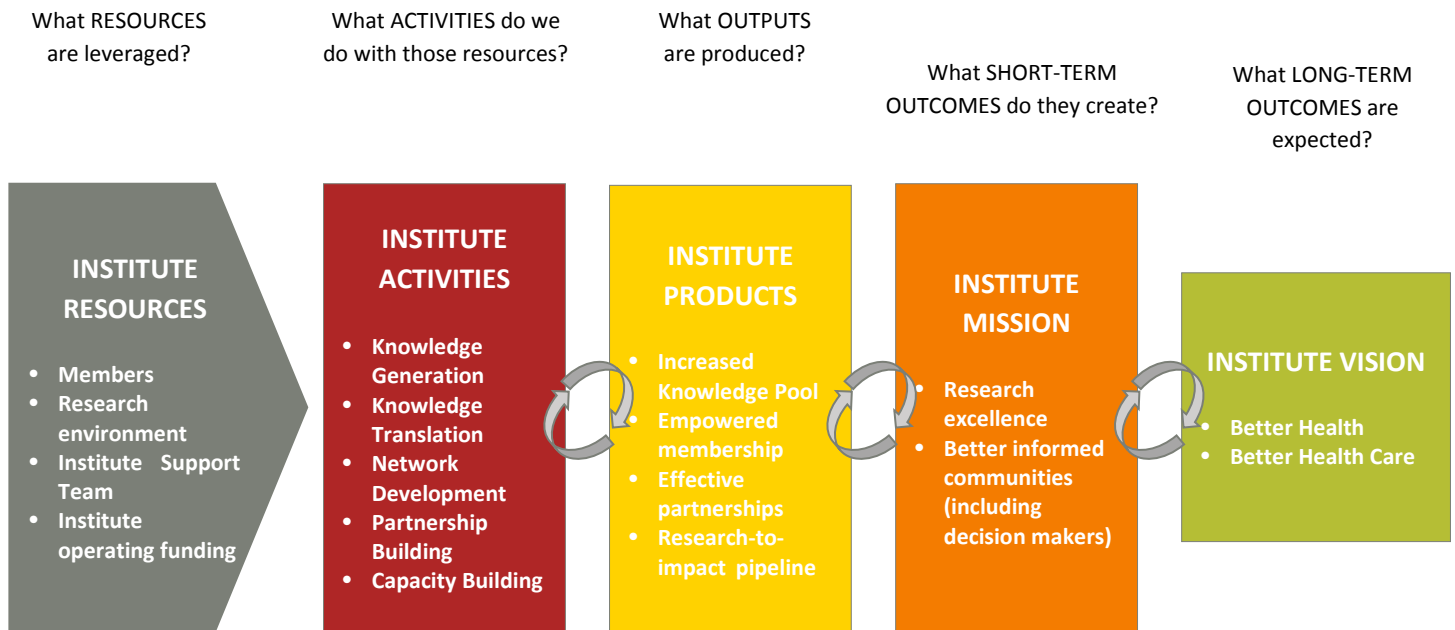 What RESOURCES
are leveraged?
What ACTIVITIES do we
do with those resources?
What OUTPUTS
are produced?
What SHORT-TERM
OUTCOMES do they create?
What LONG-TERM
OUTCOMES are
expected?
INSTITUTE
RESOURCES
• Members
• Research
environment
• Institute Support
Team
• Institute
operating funding
INSTITUTE
ACTIVITIES
• Knowledge
Generation
• Knowledge
Translation
• Network
Development
• Partnership
Building
• Capacity Building
INSTITUTE
PRODUCTS
• Increased
Knowledge Pool
• Empowered
membership
• Effective
partnerships
• Research-to-
impact pipeline
INSTITUTE
MISSION
• Research
excellence
• Better informed
communities
(including
decision makers)
INSTITUTE VISION
• Better Health
• Better Health Care